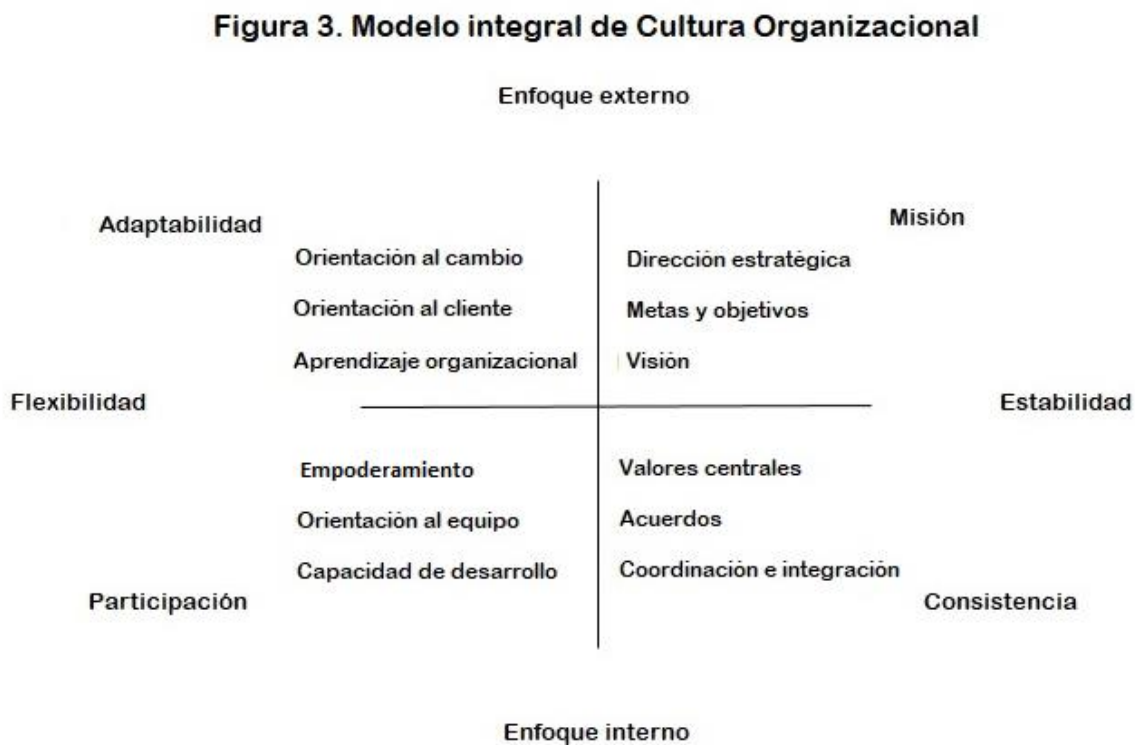 Figura 3. Modelo integral de Cultura Organizacional
Enfoque externo
Adaptabilidad
Misión
Orientación al cambio
Dirección estratégica
Orientación al cliente
Metas y objetivos
Aprendizaje organizacional
Visión
Flexibilidad
Estabilidad
Empoderamiento
Valores centrales
Orientación al equipo
Acuerdos
Capacidad de desarrollo
Coordinación e integración
Participación
Consistencia
Enfoque interno